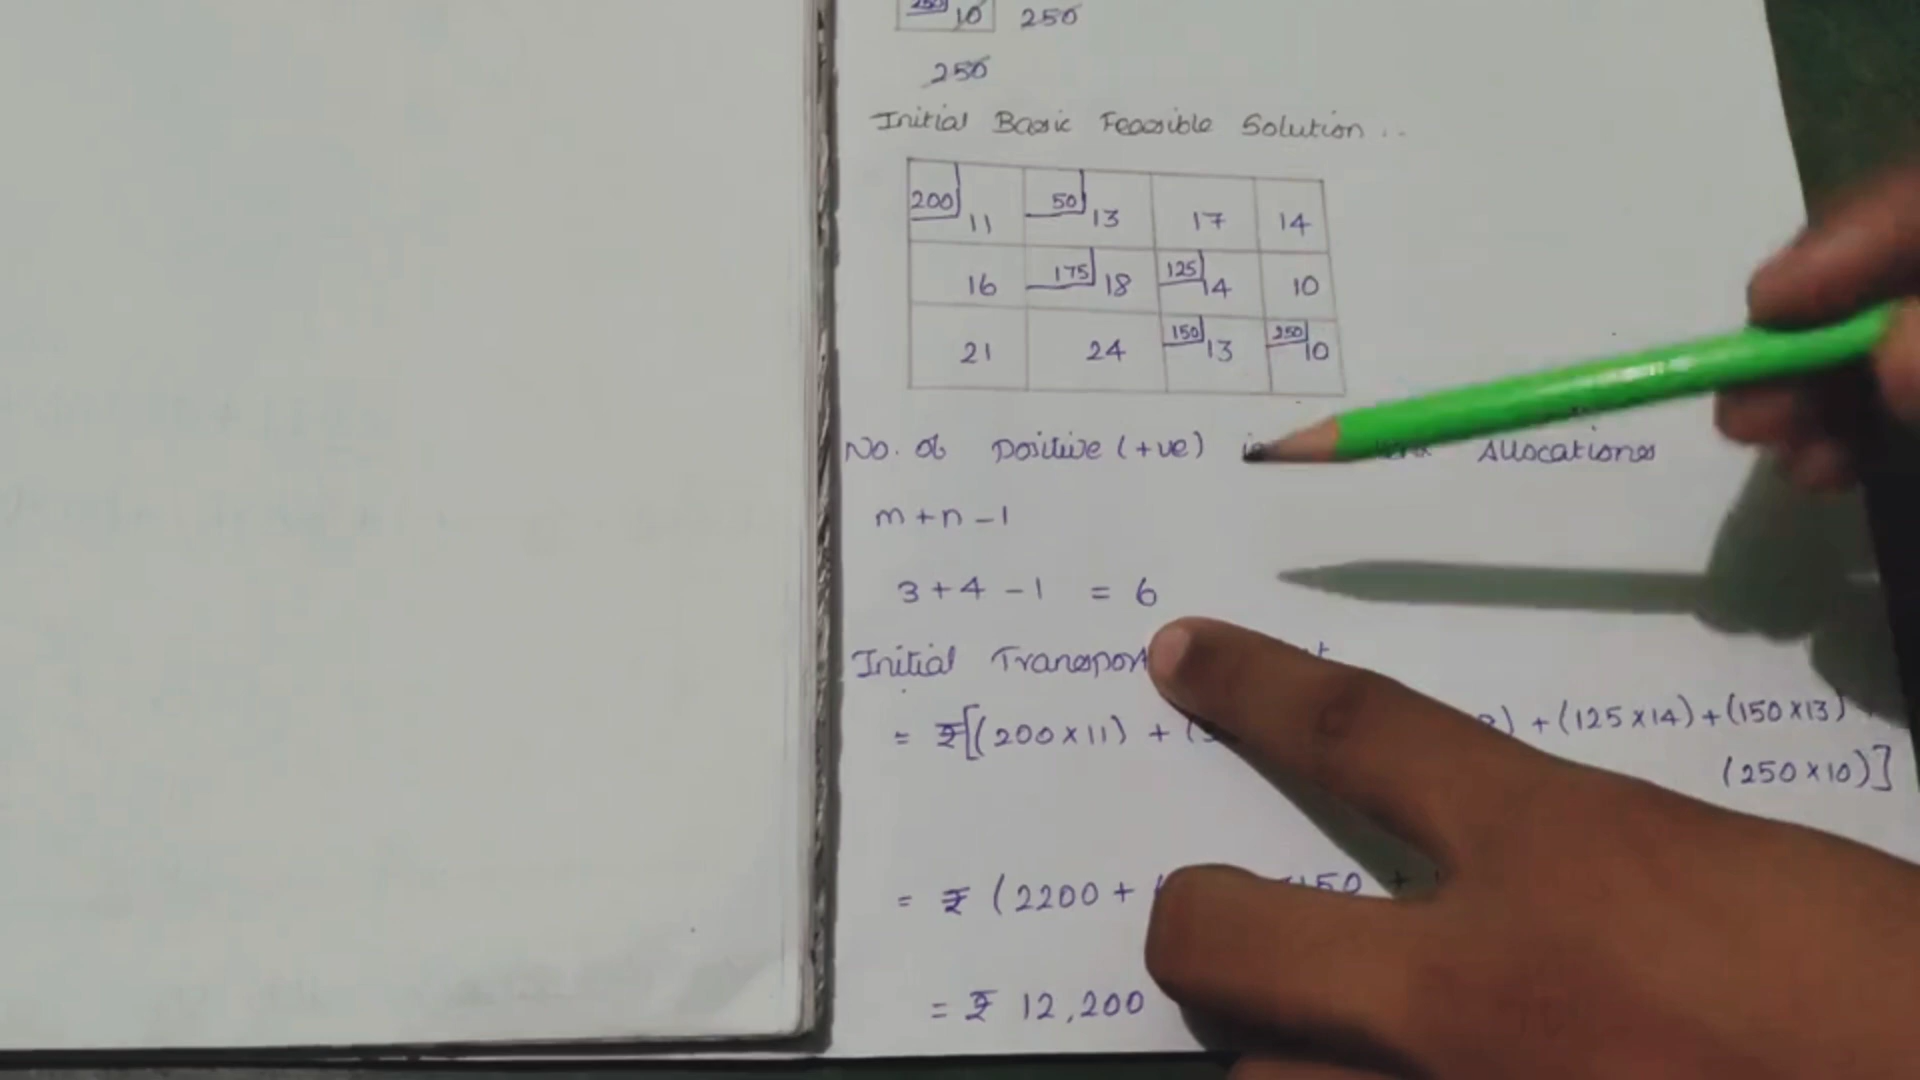 250 10 250
250
Initial Basic Feasible Solution..
200 11 50 13 17 14
16 175 18 125 14 10
21 24 150 13 250 10
No. of Positive (+ve) Allocationes
m+n-1
3+4-1 = 6
Initial
= ₹[(200×11) + +(125×14)+(150×13)
(250×10)]
= ₹ (2200+
= ₹ 12,200